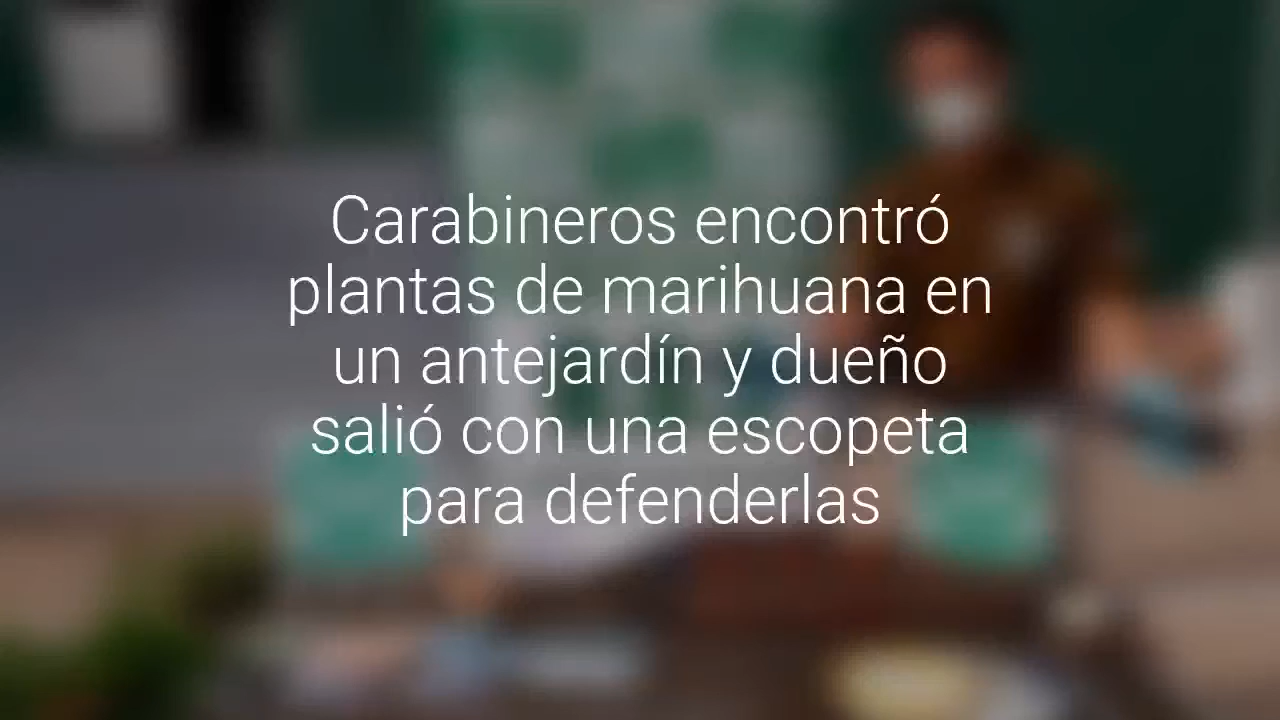 Carabineros encontró
plantas de marihuana en
un antejardín y dueño
salió con una escopeta
para defenderlas